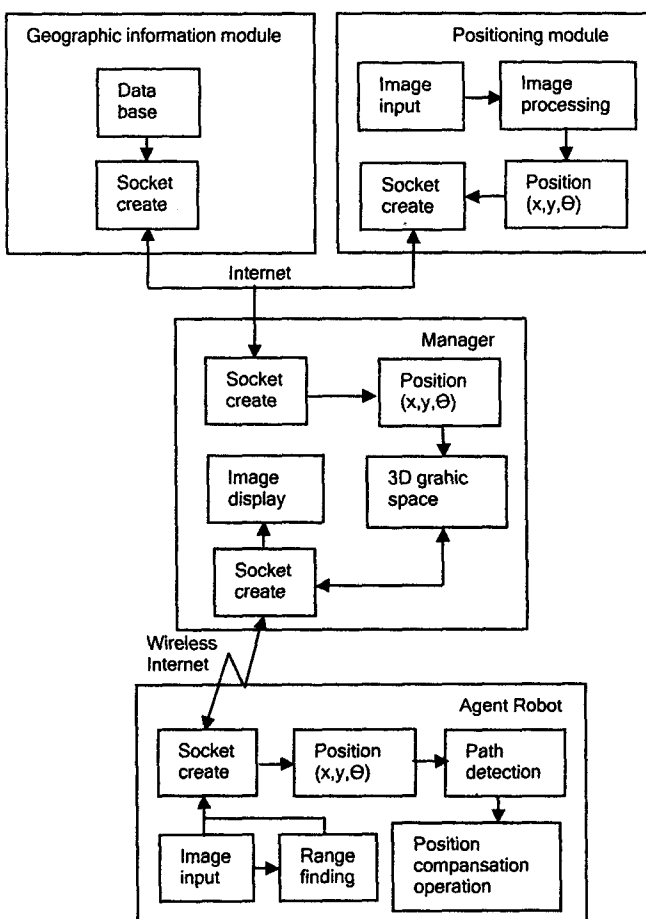 Geographic information module
Data
base
Socket
create
Positioning module
Image
input
Image
processing
Socket
create
Position
(x,y,Θ)
Internet
Manager
Socket
create
Position
(x,y,Θ)
Image
display
3D grahic
space
Socket
create
Wireless
Internet
Agent Robot
Socket
create
Position
(x,y,Θ)
Path
detection
Image
input
Range
finding
Position
compansation
operation